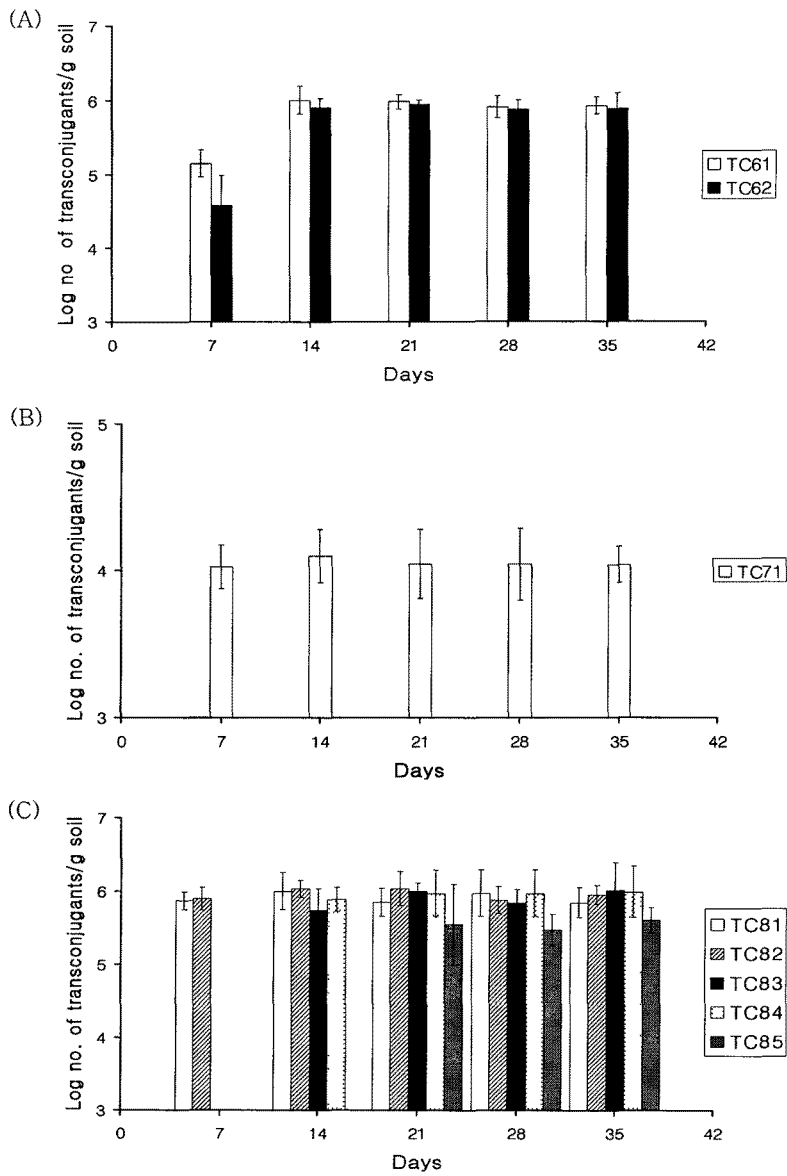 (A)
Log no of transconjugants/g soil
7
6
5
4
3
0 7 14 21 28 35 42
Days
TC61
TC62
(B)
Log no. of transconjugants/g soil
5
4
3
0 7 14 21 28 35 42
Days
TC71
(C)
Log no. of transconjugants/g soil
7
6
5
4
3
0 7 14 21 28 35 42
Days
TC81
TC82
TC83
TC84
TC85